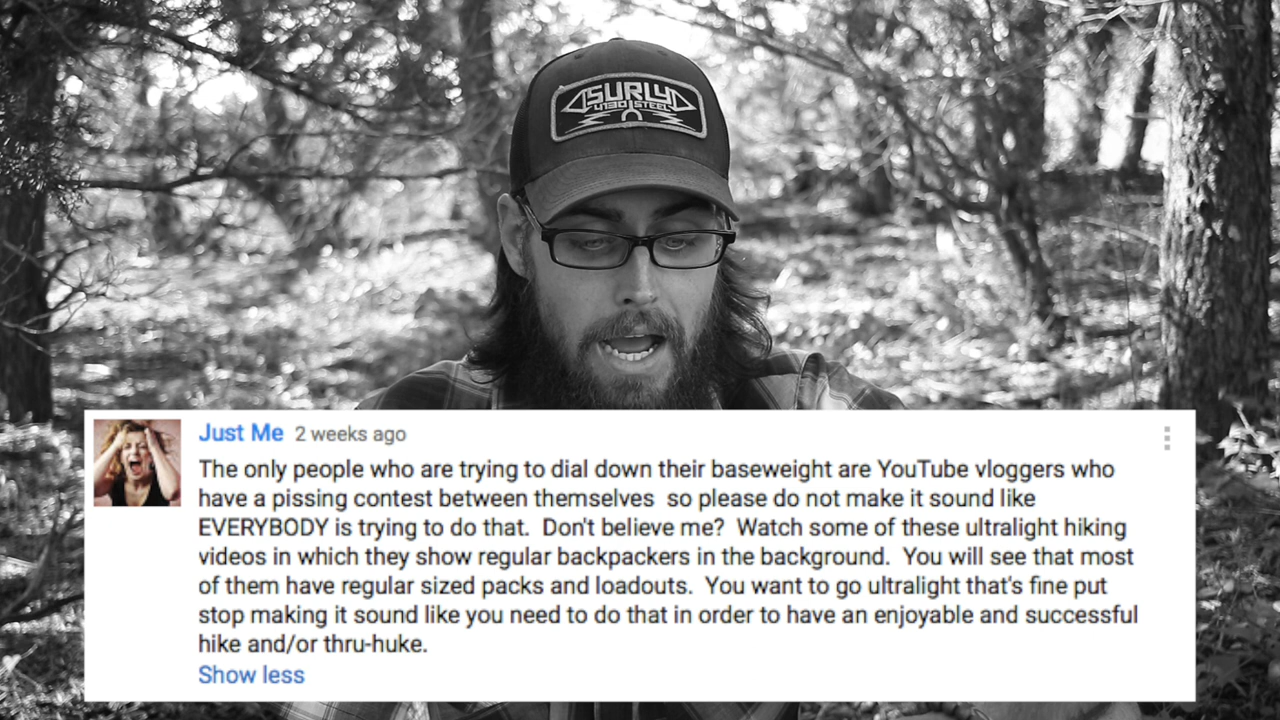 SURLY
4130 STEEL
Just Me 2 weeks ago
The only people who are trying to dial down their baseweight are YouTube vloggers who
have a pissing contest between themselves  so please do not make it sound like
EVERYBODY is trying to do that.  Don't believe me?  Watch some of these ultralight hiking
videos in which they show regular backpackers in the background.  You will see that most
of them have regular sized packs and loadouts.  You want to go ultralight that's fine put
stop making it sound like you need to do that in order to have an enjoyable and successful
hike and/or thru-huke.
Show less